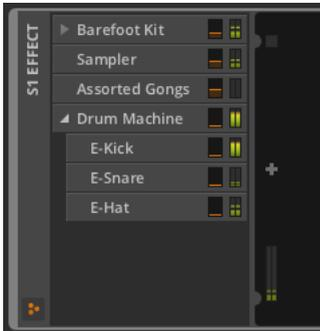 S1 EFFECT
Barefoot Kit
Sampler
Assorted Gongs
Drum Machine
E-Kick
E-Snare
E-Hat